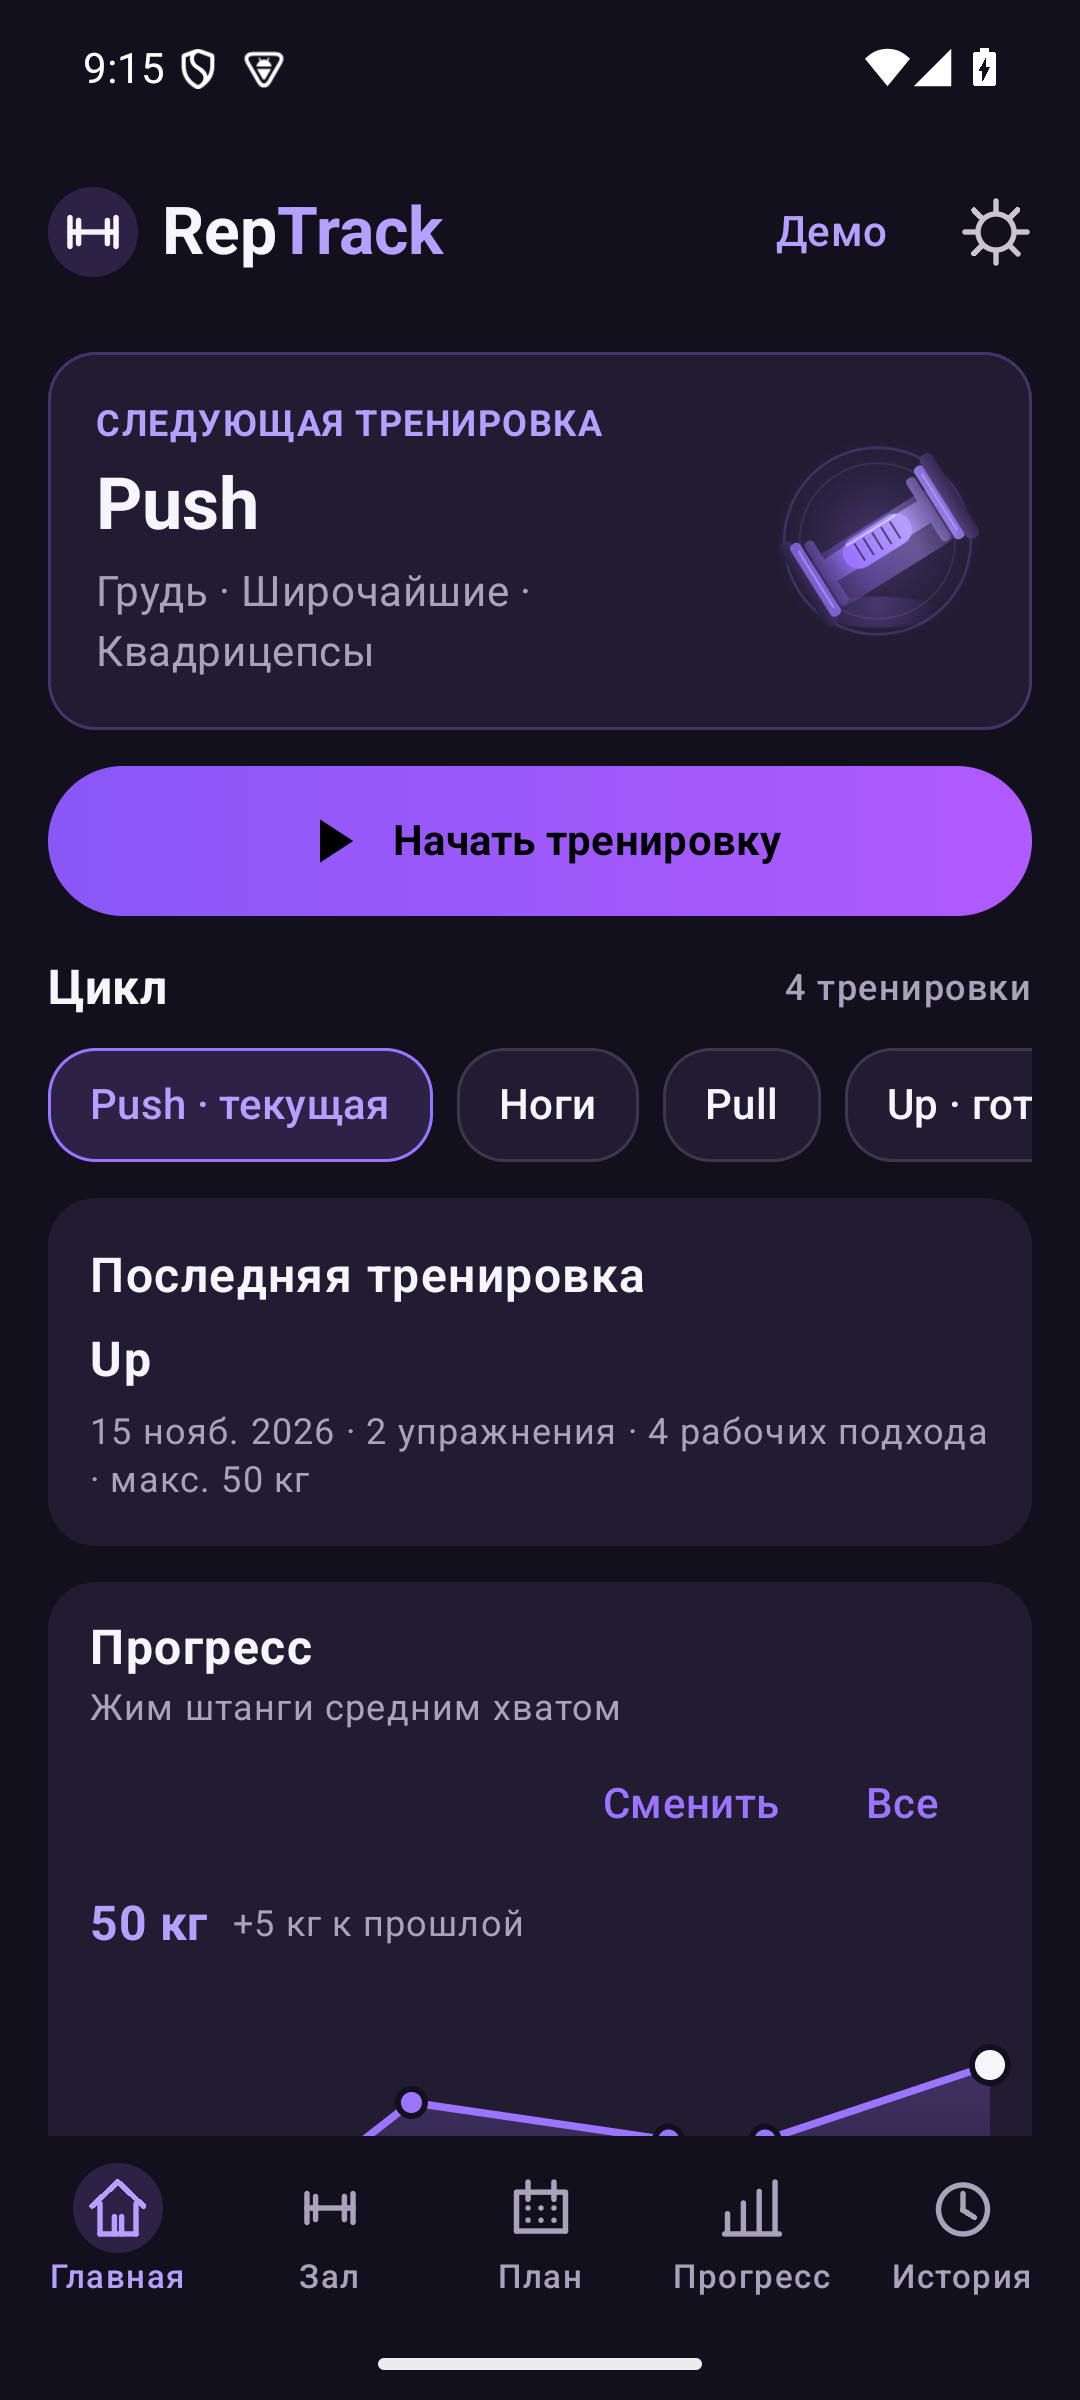 9:15
RepTrack
Демо
СЛЕДУЮЩАЯ ТРЕНИРОВКА
Push
Грудь · Широчайшие ·
Квадрицепсы
Начать тренировку
Цикл
4 тренировки
Push · текущая
Ноги
Pull
Up · гот
Последняя тренировка
Up
15 нояб. 2026 · 2 упражнения · 4 рабочих подхода
· макс. 50 кг
Прогресс
Жим штанги средним хватом
Сменить
Все
50 кг +5 кг к прошлой
Главная
Зал
План
Прогресс
История